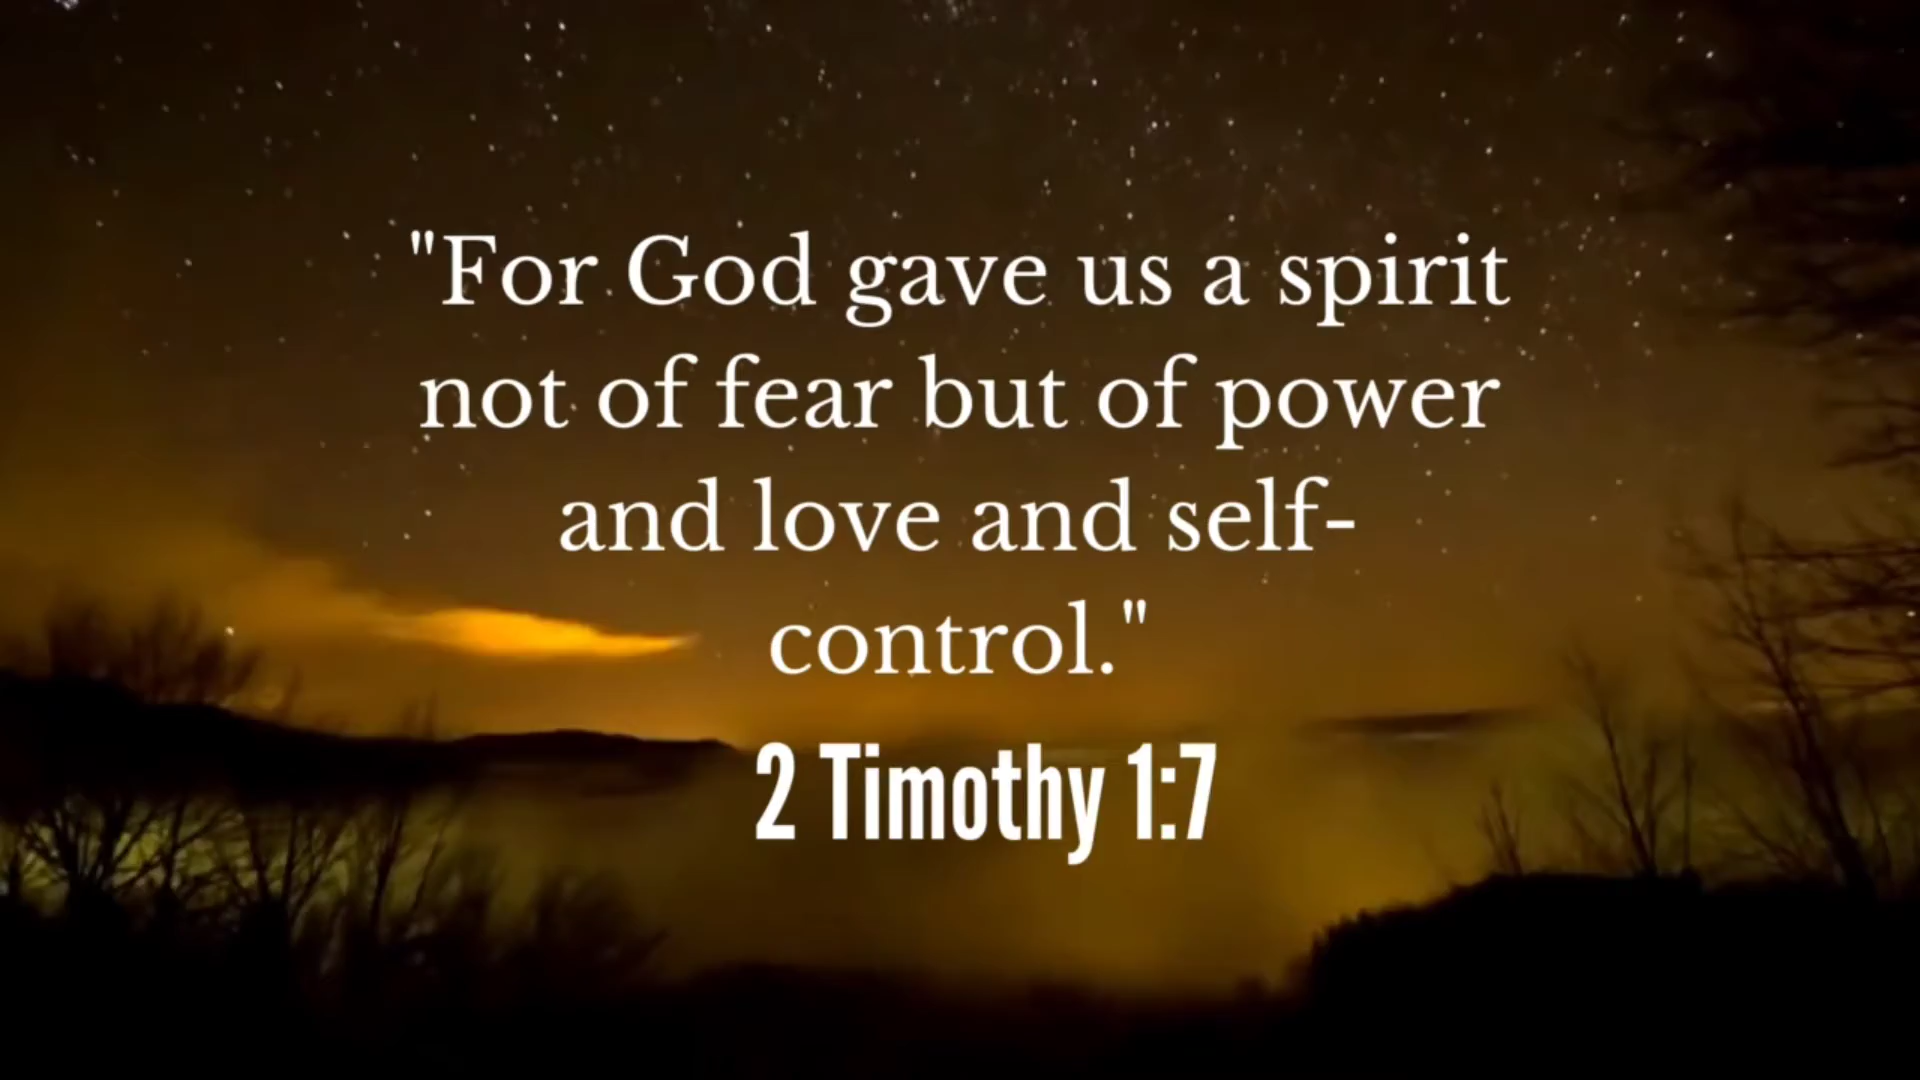 "For God gave us a spirit
not of fear but of power
and love and self-
control."
2 Timothy 1:7